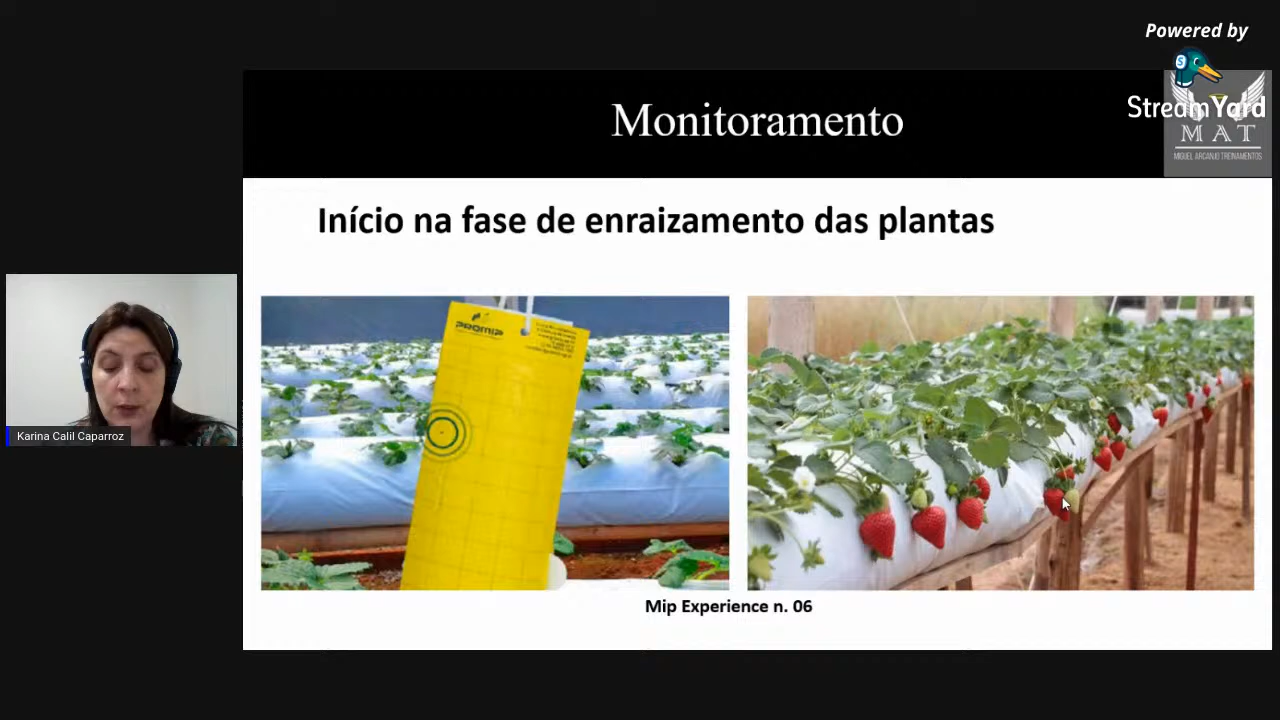 Powered by
StreamYard
Monitoramento
MAT
MIGUEL ARCANJO TREINAMENTOS
Início na fase de enraizamento das plantas
PROMIP
Karina Calil Caparroz
Mip Experience n. 06